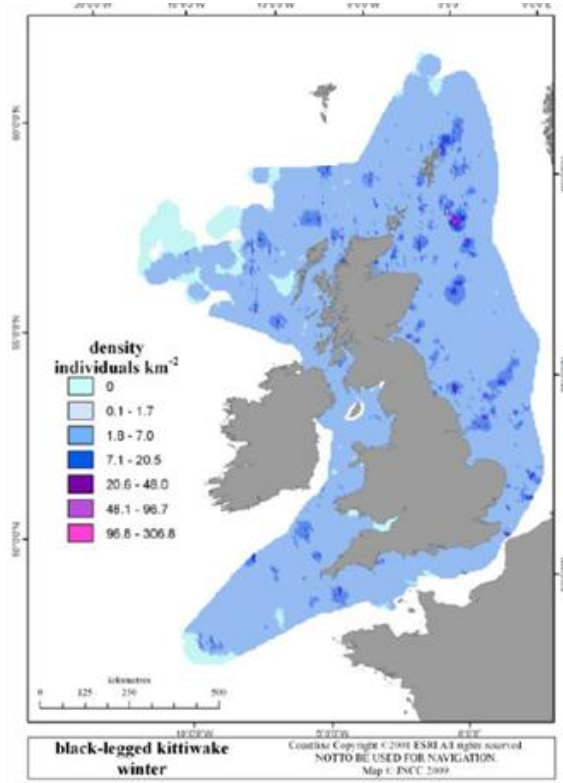 density
individuals km-2
0
0.1 - 1.7
1.8 - 7.0
7.1 - 20.5
20.6 - 48.0
48.1 - 96.7
96.8 - 306.8
kilometres
0 125 250 500
black-legged kittiwake
winter
Coastline Copyright ©2001 ESRI All rights reserved
NOT TO BE USED FOR NAVIGATION.
Map © JNCC 2009